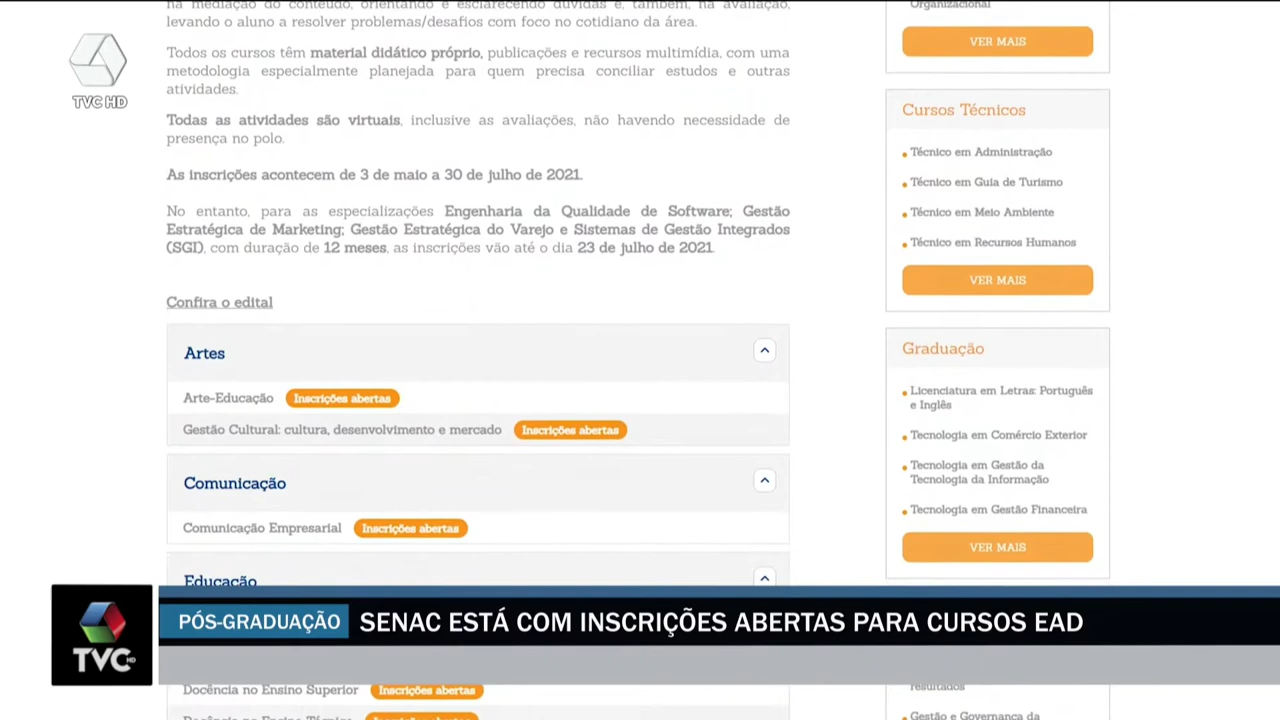 na mediação do conteúdo, orientando e esclarecendo dúvidas e, também, na avaliação,
levando o aluno a resolver problemas/desafios com foco no cotidiano da área.
Todos os cursos têm material didático próprio, publicações e recursos multimídia, com uma
metodologia especialmente planejada para quem precisa conciliar estudos e outras
atividades.
Todas as atividades são virtuais, inclusive as avaliações, não havendo necessidade de
presença no polo.
As inscrições acontecem de 3 de maio a 30 de julho de 2021.
No entanto, para as especializações Engenharia da Qualidade de Software; Gestão
Estratégica de Marketing; Gestão Estratégica do Varejo e Sistemas de Gestão Integrados
(SGI), com duração de 12 meses, as inscrições vão até o dia 23 de julho de 2021.
Confira o edital
Artes
Arte-Educação Inscrições abertas
Gestão Cultural: cultura, desenvolvimento e mercado Inscrições abertas
Comunicação
Comunicação Empresarial Inscrições abertas
Educação
Docência no Ensino Superior Inscrições abertas
Docência no Ensino Técnico Inscrições abertas
Organizacional
VER MAIS
Cursos Técnicos
Técnico em Administração
Técnico em Guia de Turismo
Técnico em Meio Ambiente
Técnico em Recursos Humanos
VER MAIS
Graduação
Licenciatura em Letras: Português
e Inglês
Tecnologia em Comércio Exterior
Tecnologia em Gestão da
Tecnologia da Informação
Tecnologia em Gestão Financeira
VER MAIS
resultados
Gestão e Governança da
TVC HD
PÓS-GRADUAÇÃO SENAC ESTÁ COM INSCRIÇÕES ABERTAS PARA CURSOS EAD
TVC HD